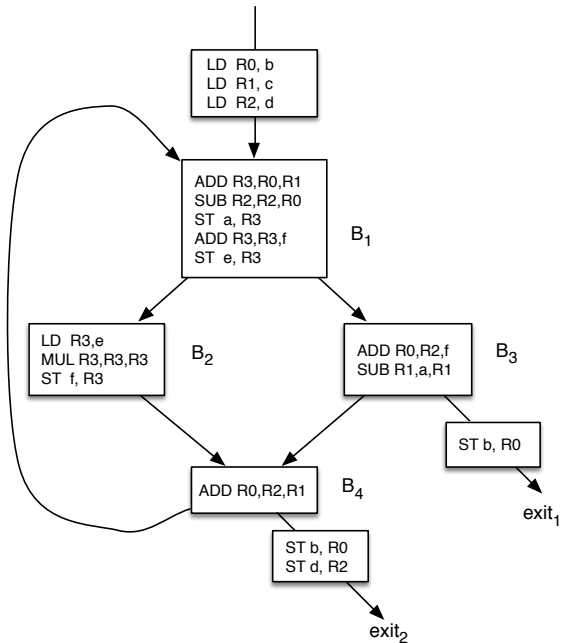 LD R0, b
LD R1, c
LD R2, d
ADD R3,R0,R1
SUB R2,R2,R0
ST a, R3
ADD R3,R3,f
ST e, R3
B1
LD R3,e
MUL R3,R3,R3
ST f, R3
B2
ADD R0,R2,f
SUB R1,a,R1
B3
ST b, R0
exit1
ADD R0,R2,R1
B4
ST b, R0
ST d, R2
exit2